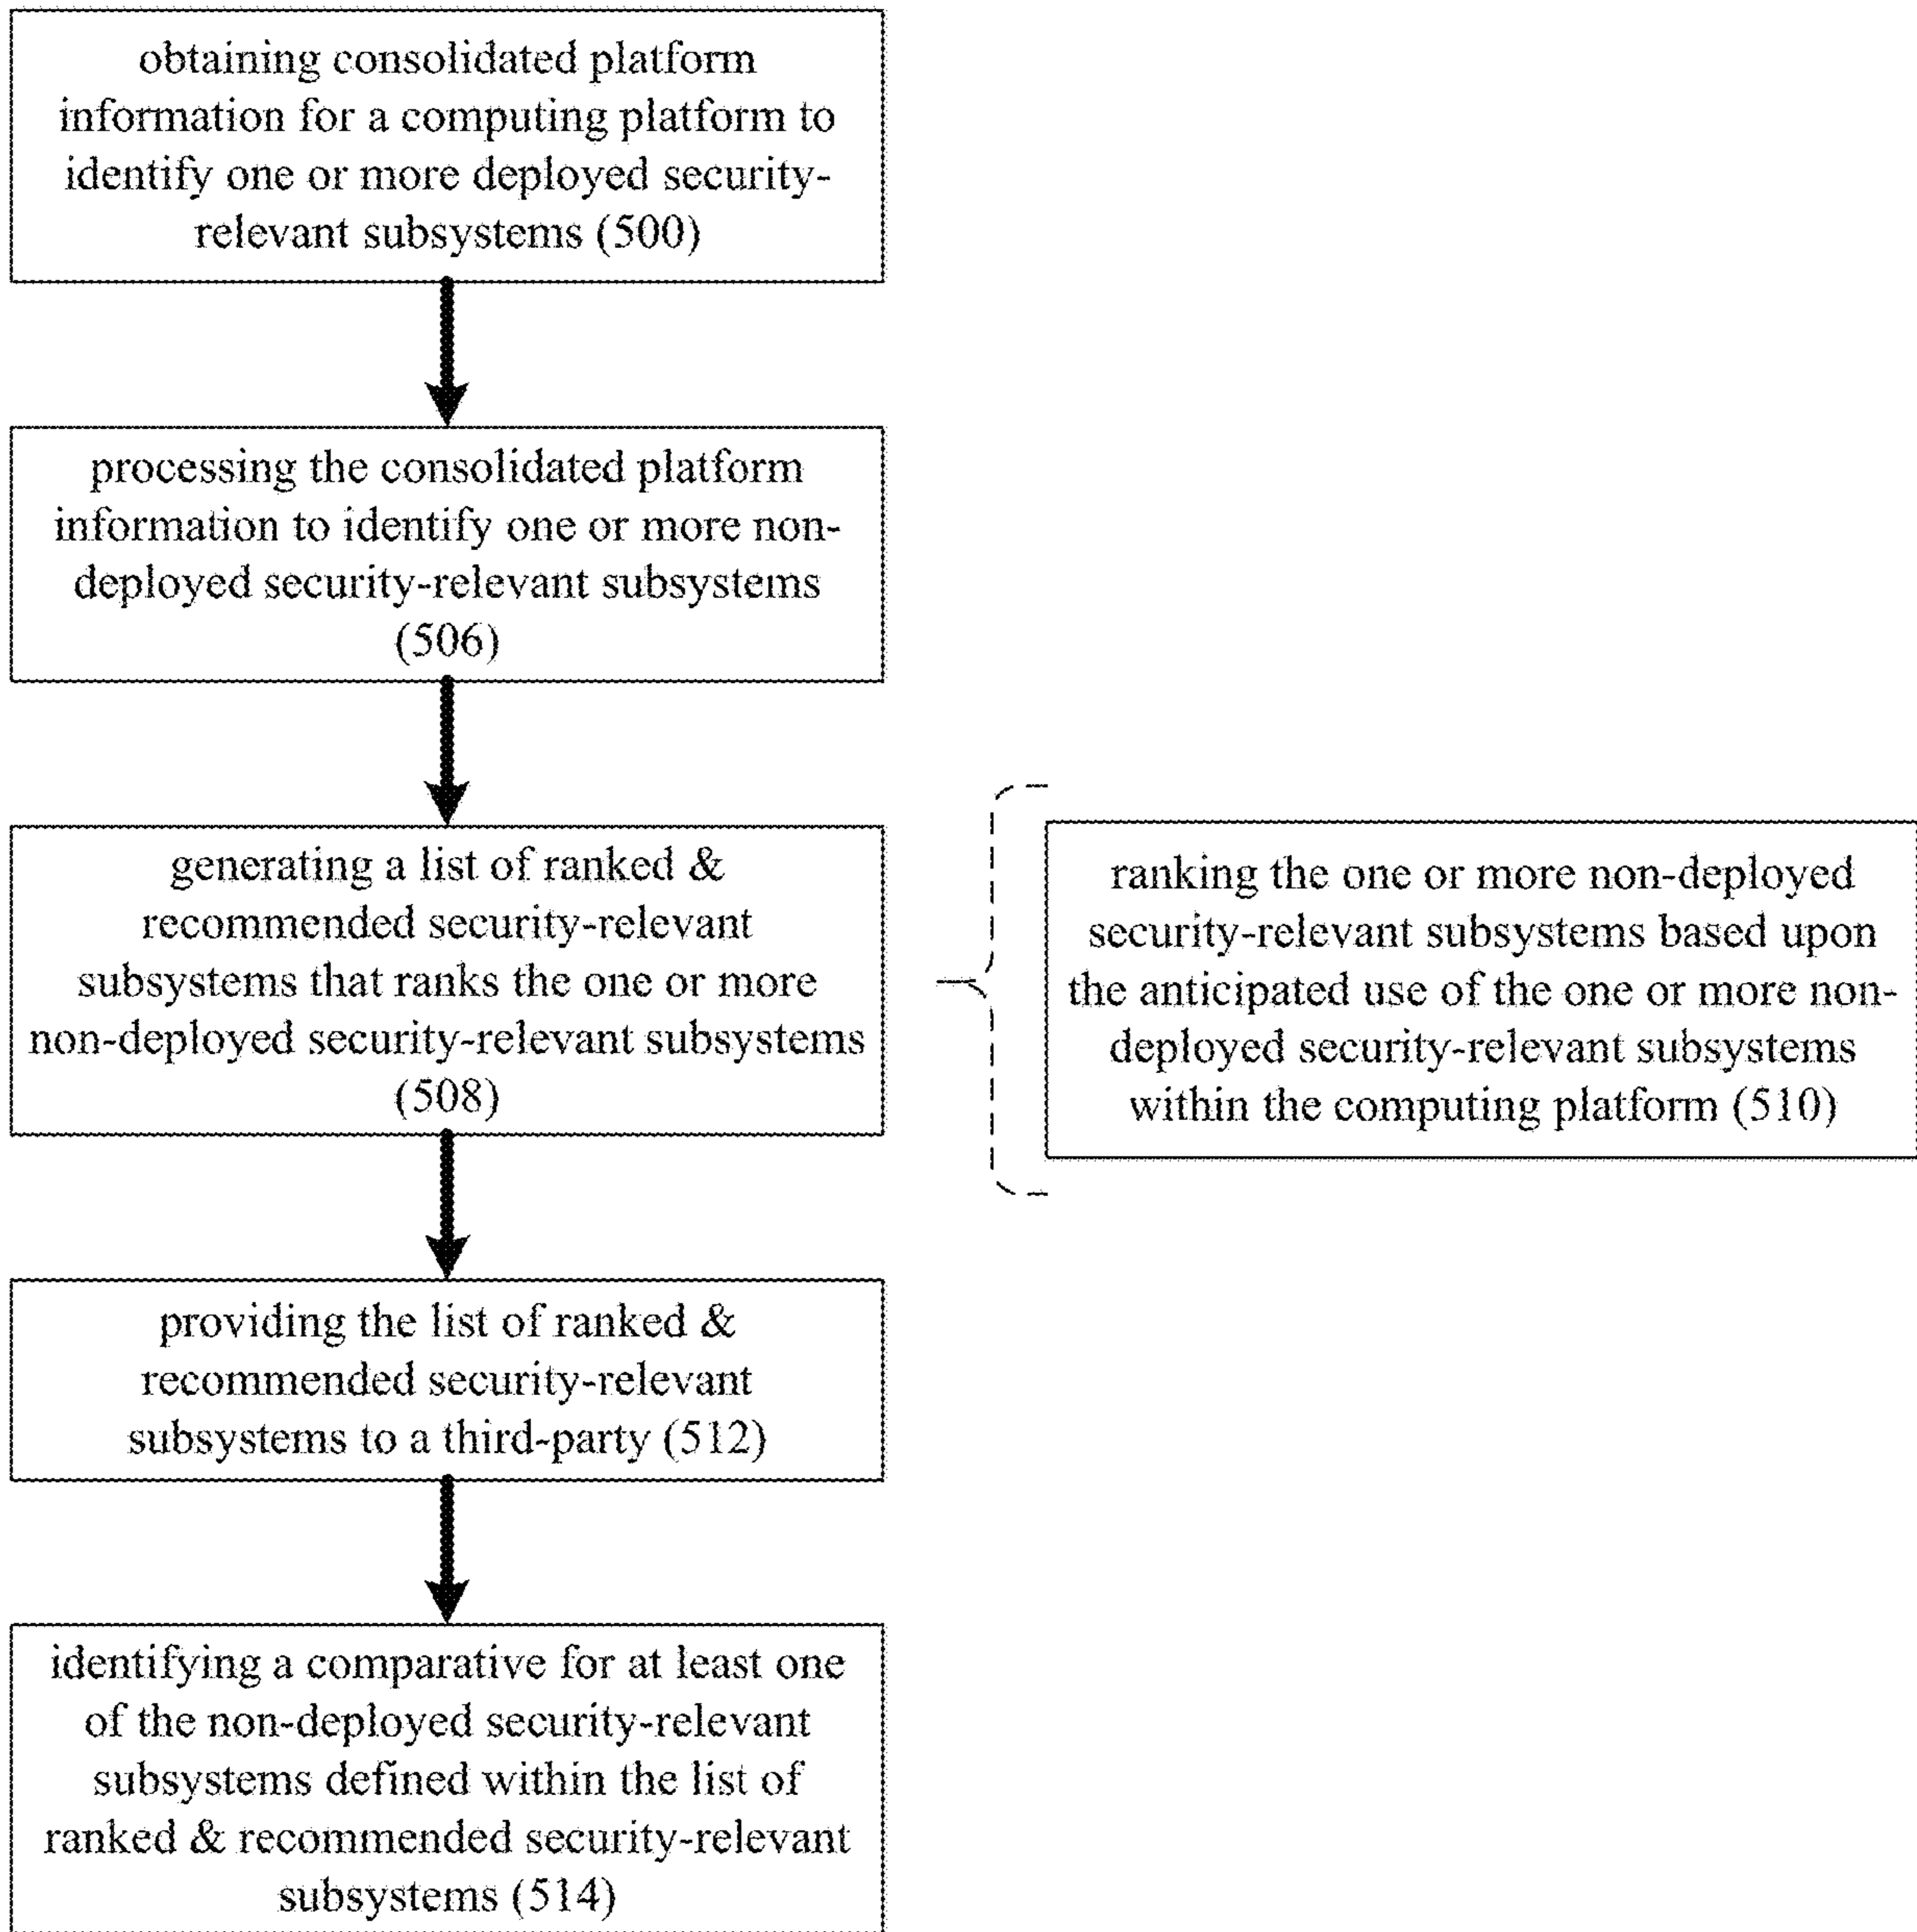 obtaining consolidated platform
information for a computing platform to
identify one or more deployed security-
relevant subsystems (500)
processing the consolidated platform
information to identify one or more non-
deployed security-relevant subsystems
(506)
generating a list of ranked &
recommended security-relevant
subsystems that ranks the one or more
non-deployed security-relevant subsystems
(508)
ranking the one or more non-deployed
security-relevant subsystems based upon
the anticipated use of the one or more non-
deployed security-relevant subsystems
within the computing platform (510)
providing the list of ranked &
recommended security-relevant
subsystems to a third-party (512)
identifying a comparative for at least one
of the non-deployed security-relevant
subsystems defined within the list of
ranked & recommended security-relevant
subsystems (514)